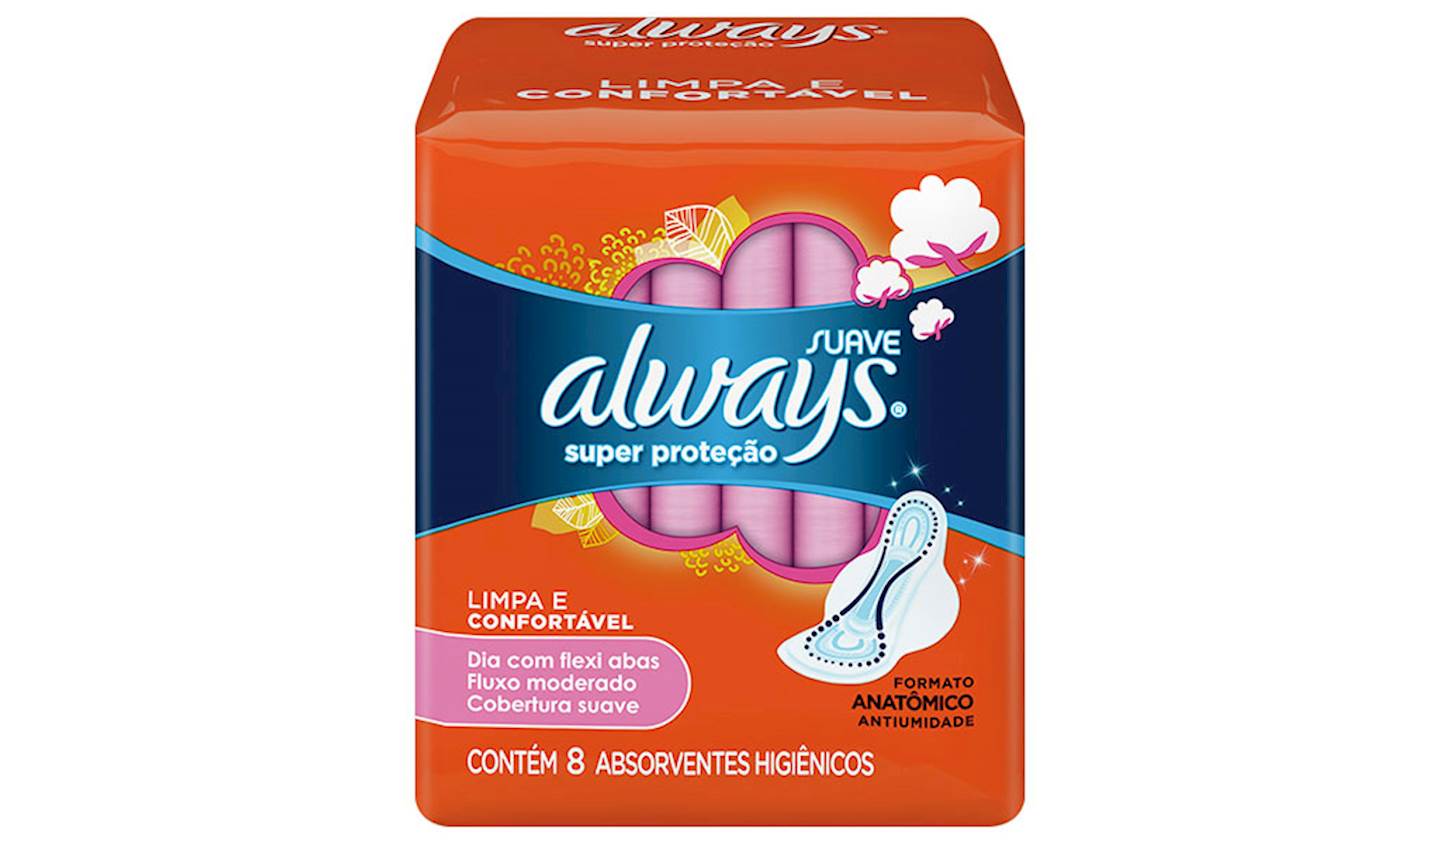 always®
super proteção
LIMPA E
CONFORTÁVEL
SUAVE
always®
super proteção
LIMPA E
CONFORTÁVEL
Dia com flexi abas
Fluxo moderado
Cobertura suave
FORMATO
ANATÔMICO
ANTIUMIDADE
CONTÉM 8 ABSORVENTES HIGIÊNICOS